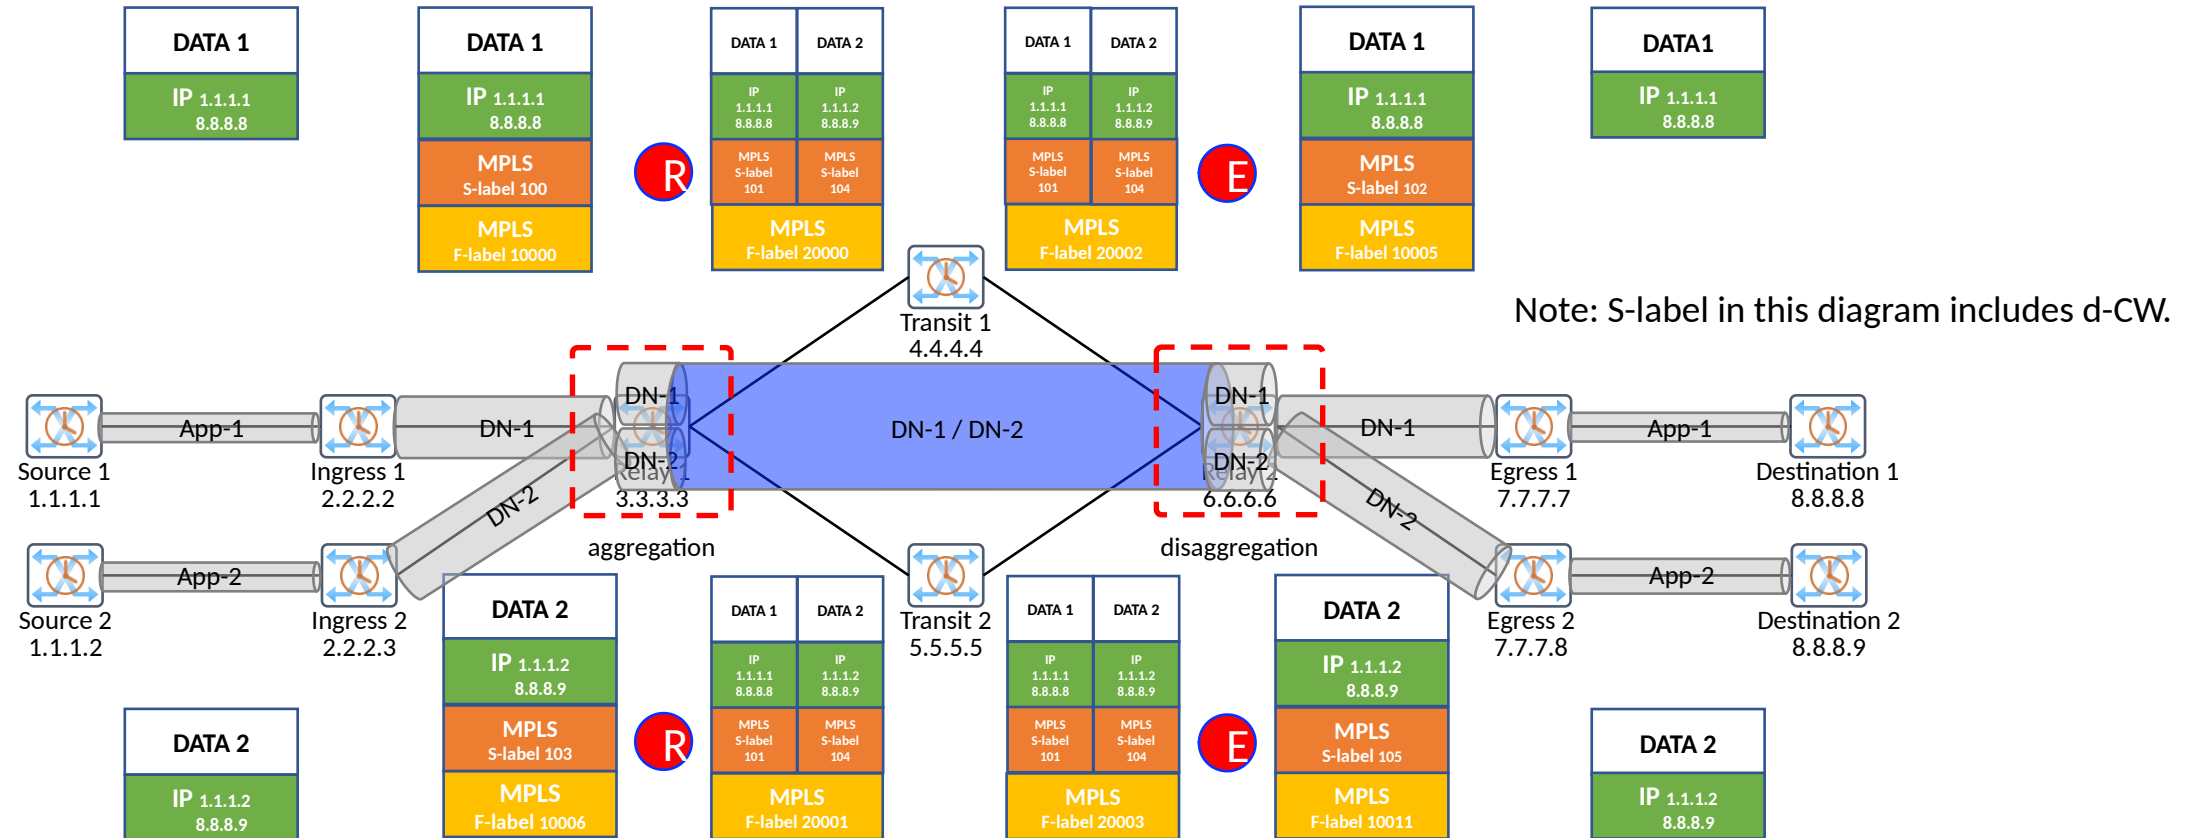 DATA 1
IP 1.1.1.1
8.8.8.8
DATA 1
IP 1.1.1.1
8.8.8.8
MPLS
S-label 100
MPLS
F-label 10000
R
DATA 1
DATA 2
IP
1.1.1.1
8.8.8.8
IP
1.1.1.2
8.8.8.9
MPLS
S-label
101
MPLS
S-label
104
MPLS
F-label 20000
DATA 1
DATA 2
IP
1.1.1.1
8.8.8.8
IP
1.1.1.2
8.8.8.9
MPLS
S-label
101
MPLS
S-label
104
MPLS
F-label 20002
E
DATA 1
IP 1.1.1.1
8.8.8.8
MPLS
S-label 102
MPLS
F-label 10005
DATA1
IP 1.1.1.1
8.8.8.8
Note: S-label in this diagram includes d-CW.
Transit 1
4.4.4.4
App-1
DN-1
DN-1
DN-2
DN-1 / DN-2
DN-1
DN-2
DN-1
App-1
Source 1
1.1.1.1
Ingress 1
2.2.2.2
Relay 1
3.3.3.3
Relay 2
6.6.6.6
Egress 1
7.7.7.7
Destination 1
8.8.8.8
DN-2
DN-2
aggregation
disaggregation
App-2
App-2
Source 2
1.1.1.2
Ingress 2
2.2.2.3
Transit 2
5.5.5.5
Egress 2
7.7.7.8
Destination 2
8.8.8.9
DATA 2
IP 1.1.1.2
8.8.8.9
DATA 2
IP 1.1.1.2
8.8.8.9
MPLS
S-label 103
MPLS
F-label 10006
R
DATA 1
DATA 2
IP
1.1.1.1
8.8.8.8
IP
1.1.1.2
8.8.8.9
MPLS
S-label
101
MPLS
S-label
104
MPLS
F-label 20001
DATA 1
DATA 2
IP
1.1.1.1
8.8.8.8
IP
1.1.1.2
8.8.8.9
MPLS
S-label
101
MPLS
S-label
104
MPLS
F-label 20003
E
DATA 2
IP 1.1.1.2
8.8.8.9
MPLS
S-label 105
MPLS
F-label 10011
DATA 2
IP 1.1.1.2
8.8.8.9